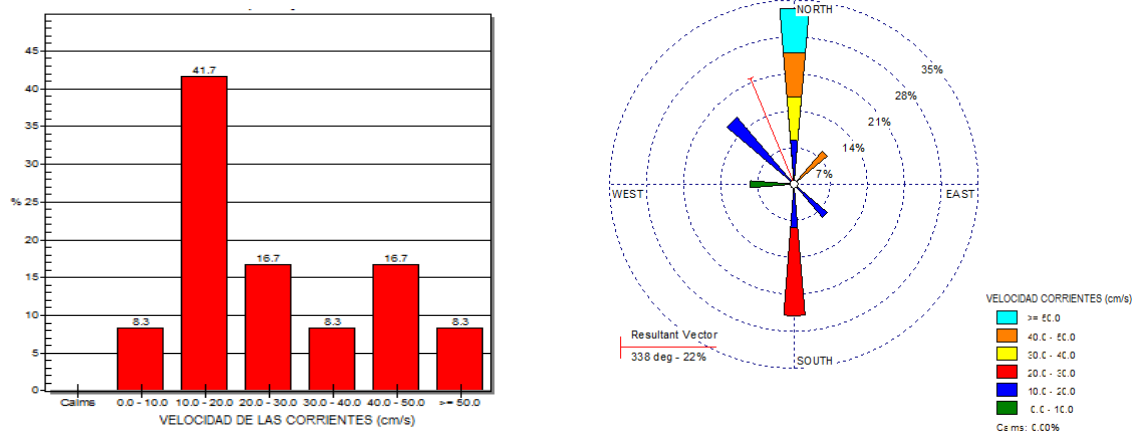 45
40
35
30
% 25
20
15
10
5
0
41.7
16.7
16.7
8.3
8.3
8.3
Calms
0.0 - 10.0
10.0 - 20.0
20.0 - 30.0
30.0 - 40.0
40.0 - 50.0
>= 50.0
VELOCIDAD DE LAS CORRIENTES (cm/s)
NORTH
35%
28%
21%
14%
7%
WEST
EAST
SOUTH
Resultant Vector
338 deg - 22%
VELOCIDAD CORRIENTES (cm/s)
40.0 -
30.0 - 40.0
20.0 - 30.0
10.0 - 20.0
0.0 - 10.0
Calms: 0.00%